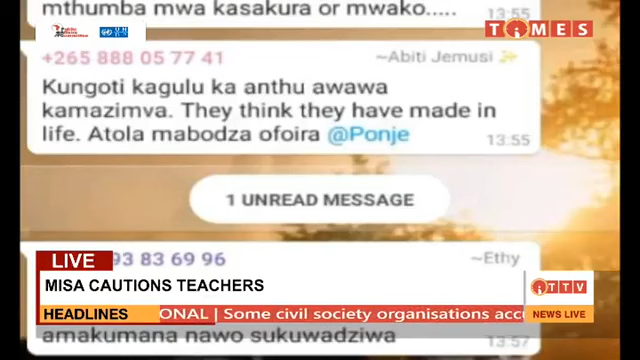 mthumba mwa kasakura or mwako.....
13:55
TIMES
+265 888 05 77 41
~Abiti Jemusi
Kungoti kagulu ka anthu awawa
kamazimva. They think they have made in
life. Atola mabodza ofoira @Ponje
13:55
1 UNREAD MESSAGE
93 83 69 96
~Ethy
LIVE
MISA CAUTIONS TEACHERS
TTV
HEADLINES
ONAL | Some civil society organisations accu
NEWS LIVE
amakumana nawo sukuwadziwa
13:57